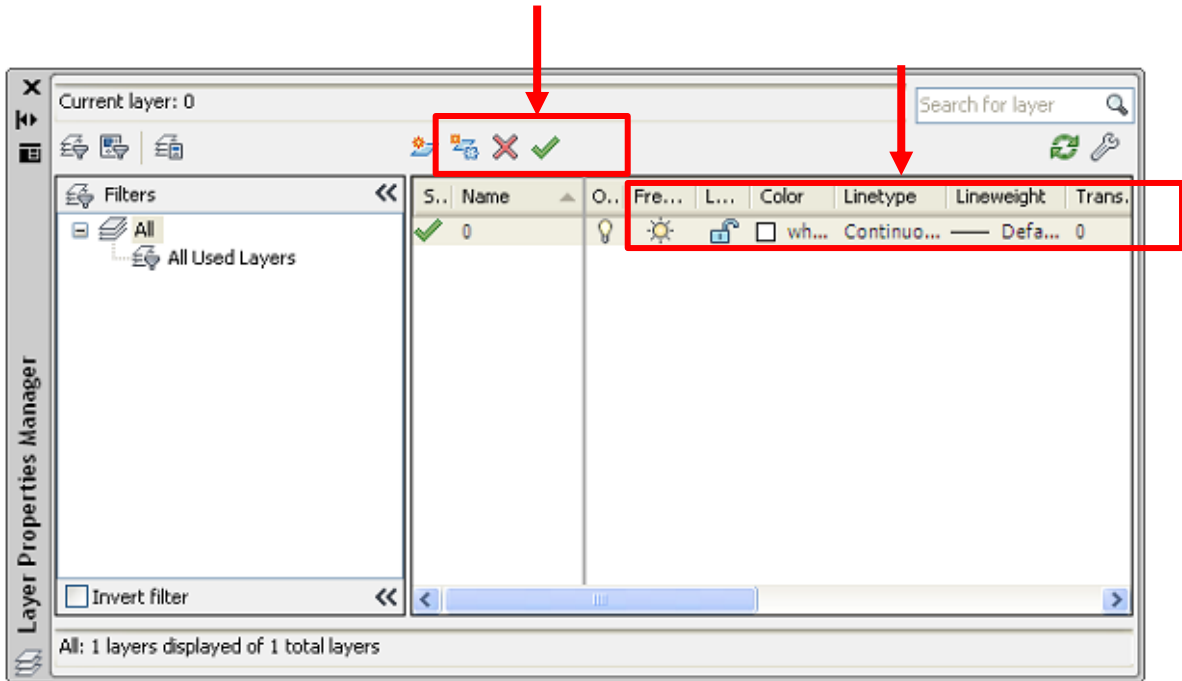 Current layer: 0
Search for layer
Filters
S.. Name O.. Fre... L... Color Linetype Lineweight Trans.
All
0 wh... Continuo... Defa... 0
All Used Layers
Invert filter
All: 1 layers displayed of 1 total layers
Layer Properties Manager